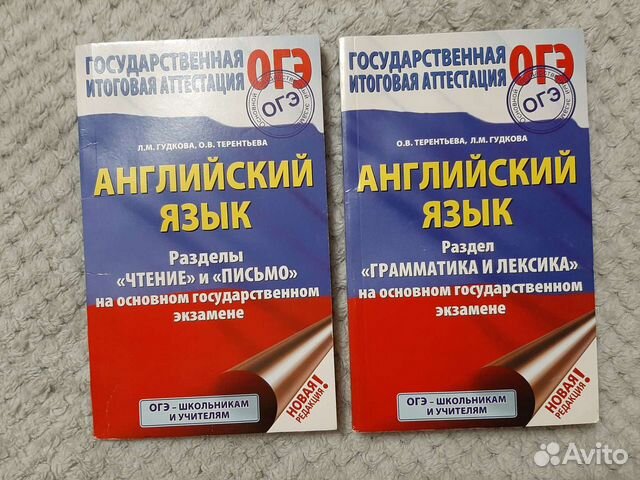 ГОСУДАРСТВЕННАЯ
ИТОГОВАЯ АТТЕСТАЦИЯ
ОГЭ
ОГЭ
Л.М. ГУДКОВА, О.В. ТЕРЕНТЬЕВА
АНГЛИЙСКИЙ
ЯЗЫК
Разделы
«ЧТЕНИЕ» и «ПИСЬМО»
на основном государственном
экзамене
НОВАЯ
РЕДАКЦИЯ!
ОГЭ – ШКОЛЬНИКАМ
И УЧИТЕЛЯМ
ГОСУДАРСТВЕННАЯ
ИТОГОВАЯ АТТЕСТАЦИЯ
ОГЭ
ОГЭ
О.В. ТЕРЕНТЬЕВА, Л.М. ГУДКОВА
АНГЛИЙСКИЙ
ЯЗЫК
Раздел
«ГРАММАТИКА И ЛЕКСИКА»
на основном государственном
экзамене
НОВАЯ
РЕДАКЦИЯ!
ОГЭ – ШКОЛЬНИКАМ
И УЧИТЕЛЯМ
Avito